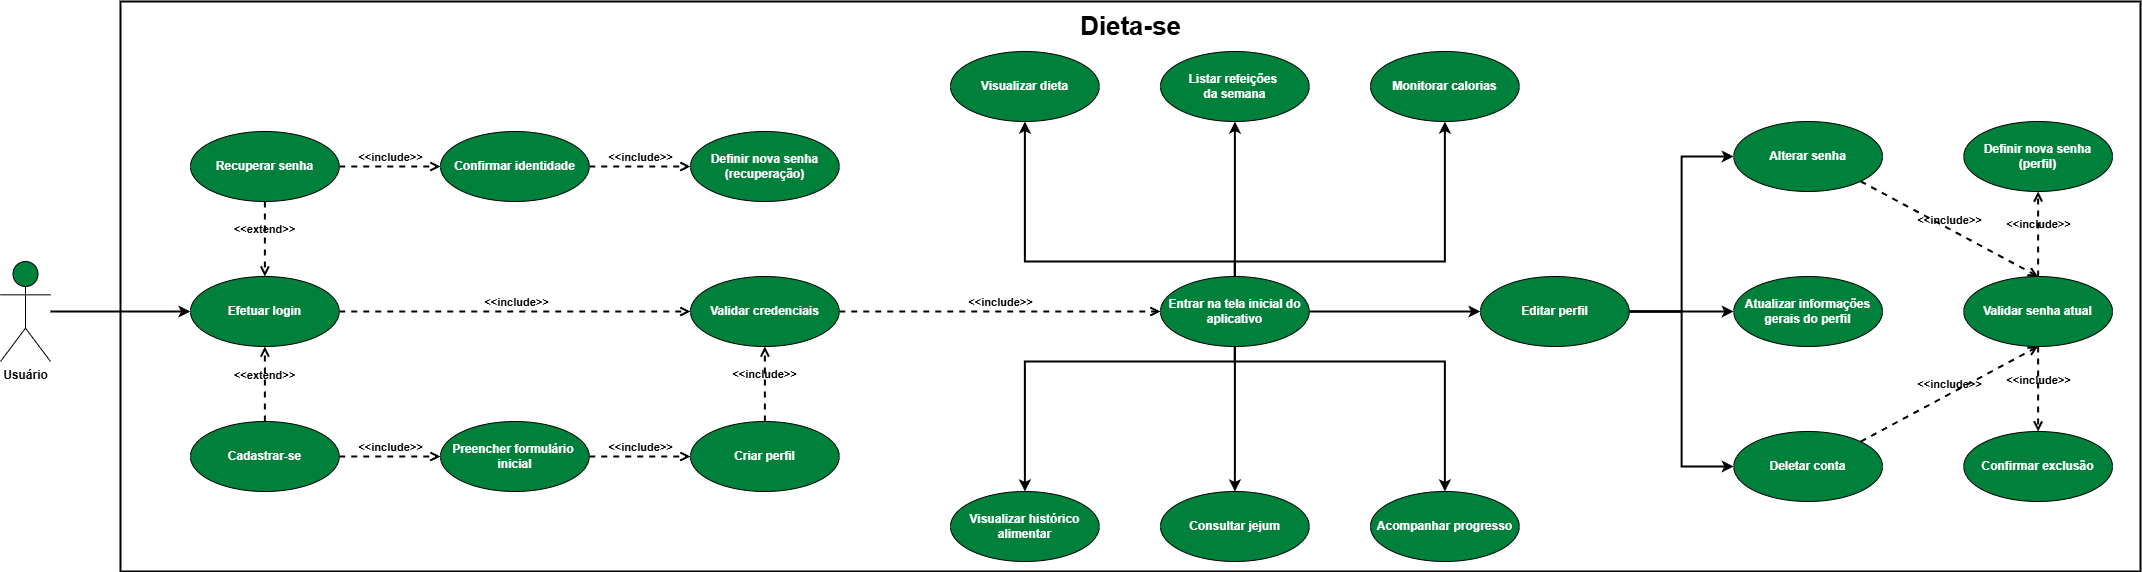 Dieta-se
Visualizar dieta
Listar refeições
da semana
Monitorar calorias
Recuperar senha
<<include>>
Confirmar identidade
<<include>>
Definir nova senha
(recuperação)
Alterar senha
Definir nova senha
(perfil)
<<extend>>
<<include>>
<<include>>
Usuário
Efetuar login
<<include>>
Validar credenciais
<<include>>
Entrar na tela inicial do
aplicativo
Editar perfil
Atualizar informações
gerais do perfil
Validar senha atual
<<extend>>
<<include>>
<<include>>
<<include>>
Cadastrar-se
<<include>>
Preencher formulário
inicial
<<include>>
Criar perfil
Deletar conta
Confirmar exclusão
Visualizar histórico
alimentar
Consultar jejum
Acompanhar progresso